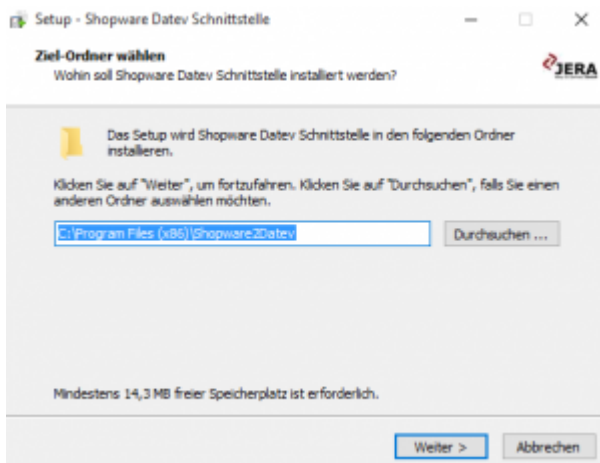 Setup - Shopware Datev Schnittstelle
Ziel-Ordner wählen
Wohin soll Shopware Datev Schnittstelle installiert werden?
JERA
Das Setup wird Shopware Datev Schnittstelle in den folgenden Ordner
installieren.
Klicken Sie auf "Weiter", um fortzufahren. Klicken Sie auf "Durchsuchen", falls Sie einen
anderen Ordner auswählen möchten.
C:\Program Files (x86)\Shopware2Datev
Durchsuchen ...
Mindestens 14,3 MB freier Speicherplatz ist erforderlich.
Weiter >
Abbrechen